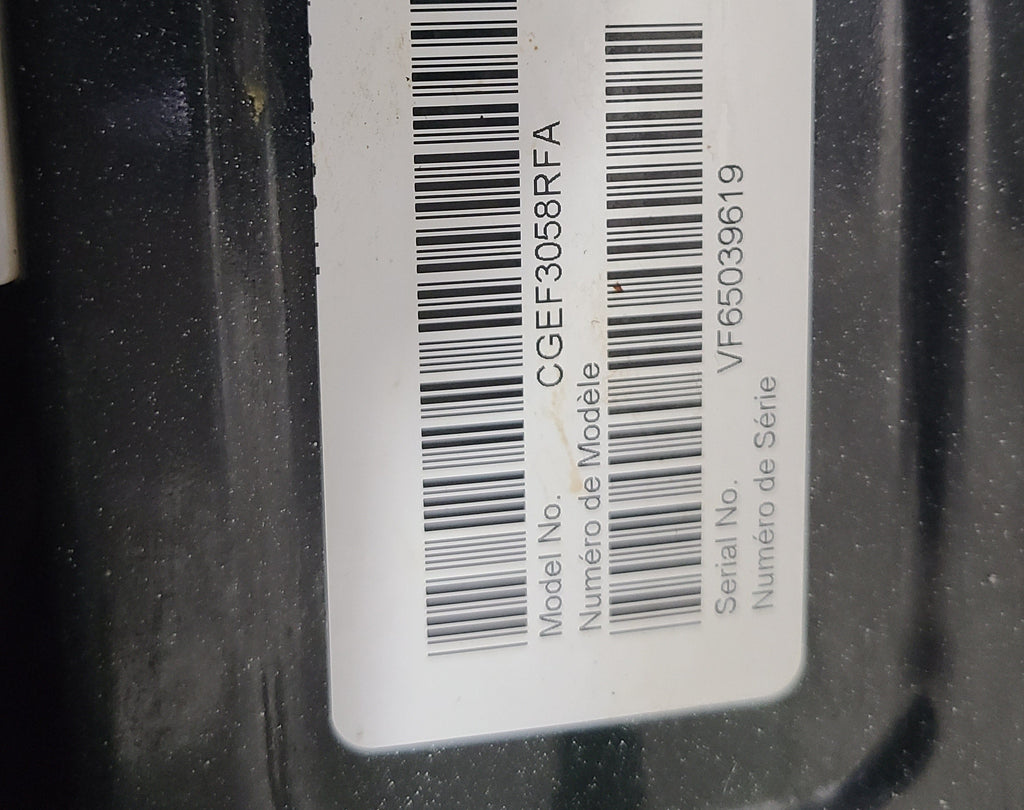 Model No. CGEF3058RFA
Numéro de Modèle
Serial No. VF65039619
Numéro de Série